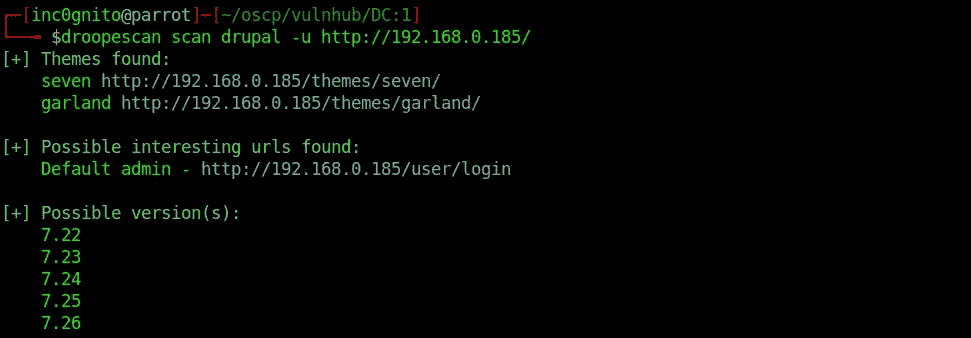 ┌─[inc0gnito@parrot]─[~/oscp/vulnhub/DC:1]
└──╼ $droopescan scan drupal -u http://192.168.0.185/
[+] Themes found:
    seven http://192.168.0.185/themes/seven/
    garland http://192.168.0.185/themes/garland/

[+] Possible interesting urls found:
    Default admin - http://192.168.0.185/user/login

[+] Possible version(s):
    7.22
    7.23
    7.24
    7.25
    7.26